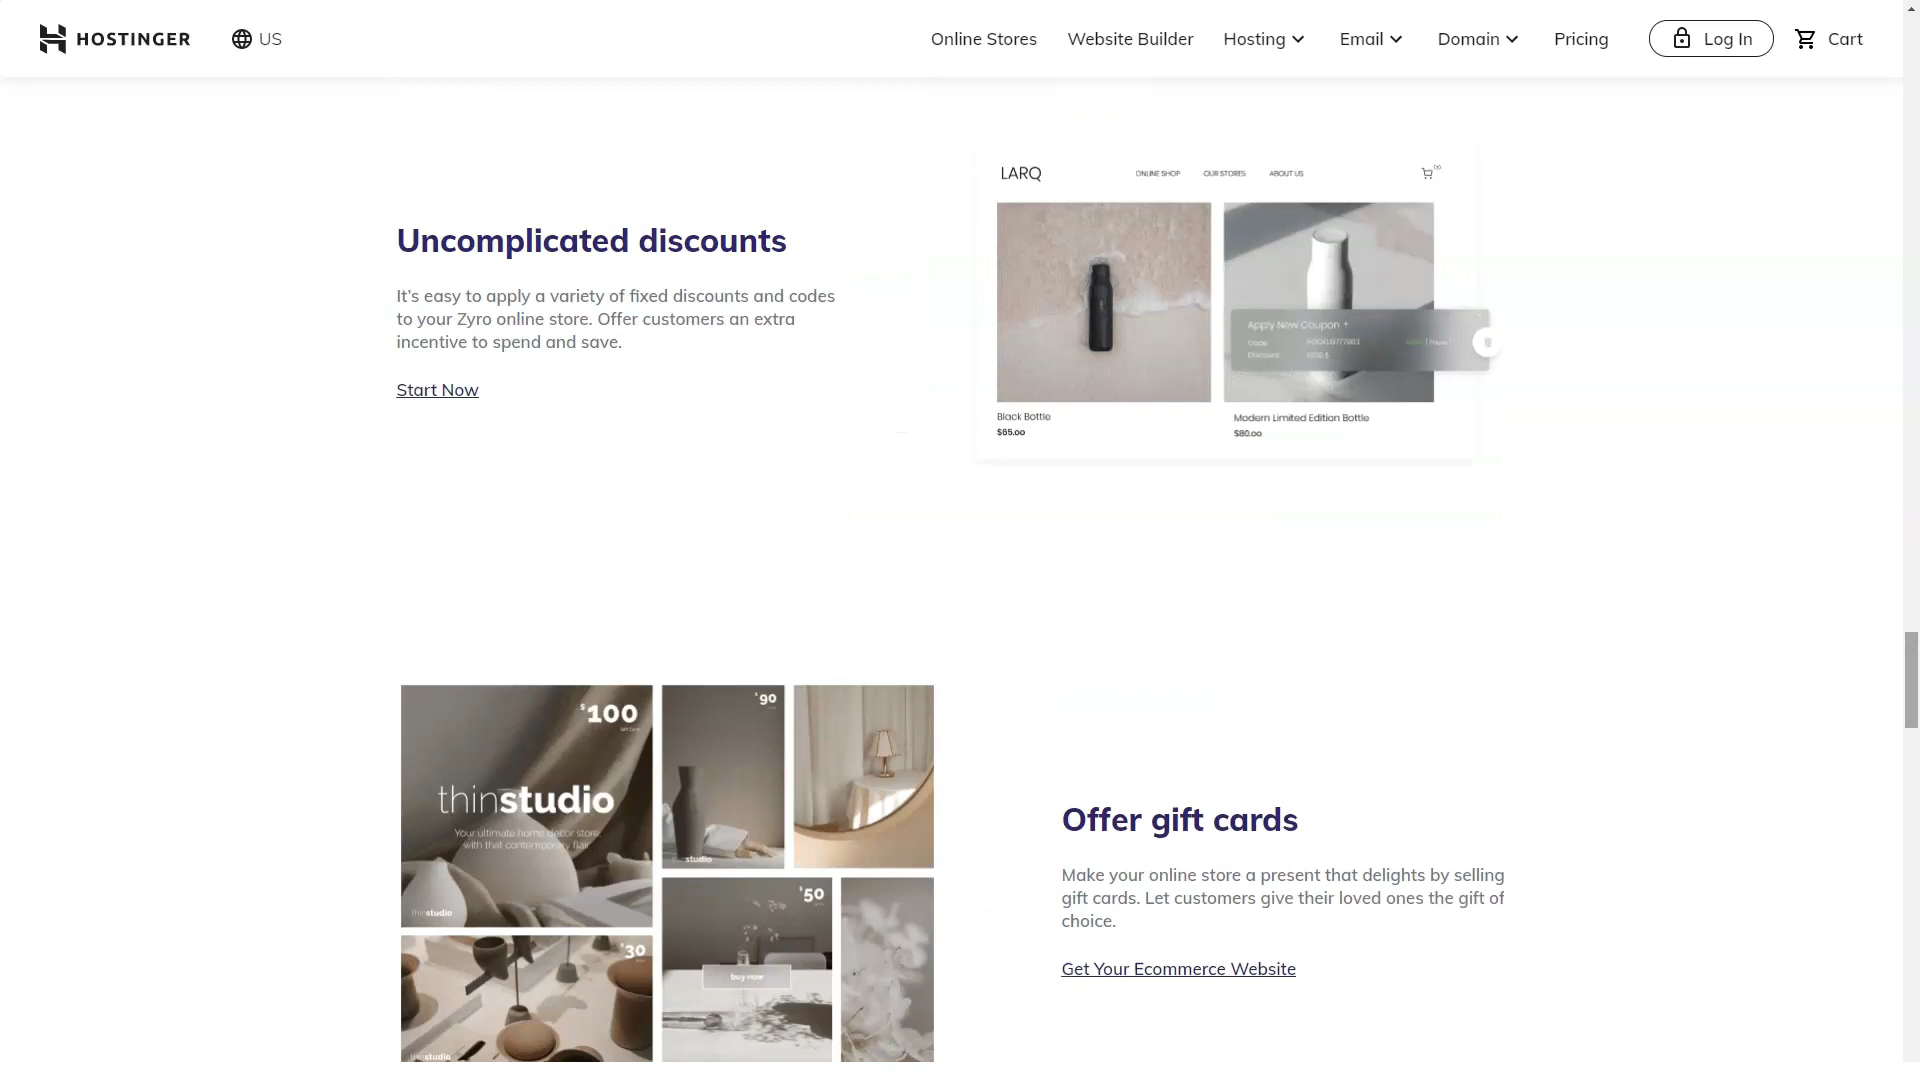 HOSTINGER
US
Online Stores
Website Builder
Hosting
Email
Domain
Pricing
Log In
Cart
LARQ
ONLINE SHOP
OUR STORES
ABOUT US
Uncomplicated discounts
It's easy to apply a variety of fixed discounts and codes
to your Zyro online store. Offer customers an extra
incentive to spend and save.
Start Now
Apply New Coupon +
Code
Discount
Black Bottle
$65.00
Modern Limited Edition Bottle
$80.00
$100
thinstudio
Your ultimate home decor store,
with that contemporary flair.
thinstudio
$90
studio
$50
buy now
$30
thinstudio
Offer gift cards
Make your online store a present that delights by selling
gift cards. Let customers give their loved ones the gift of
choice.
Get Your Ecommerce Website